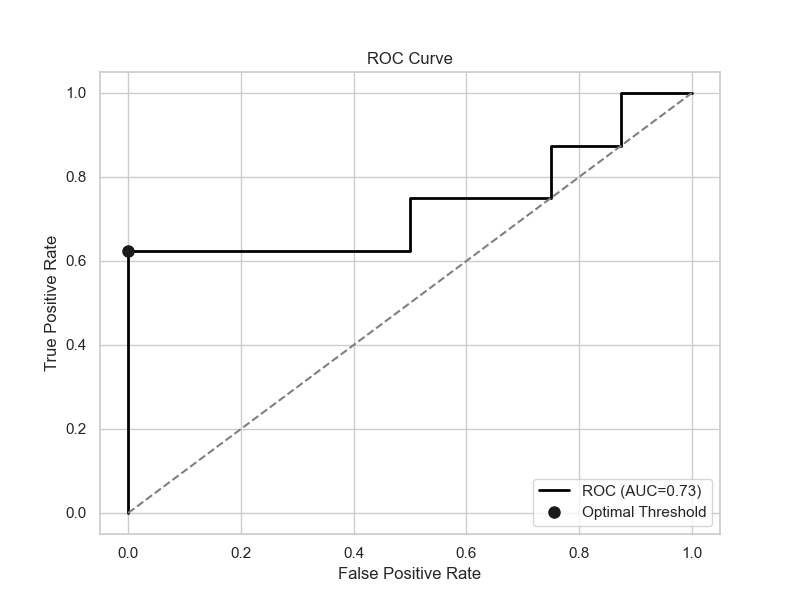 ROC Curve
1.0
0.8
0.6
0.4
0.2
0.0
True Positive Rate
0.0 0.2 0.4 0.6 0.8 1.0
False Positive Rate
ROC (AUC=0.73)
Optimal Threshold